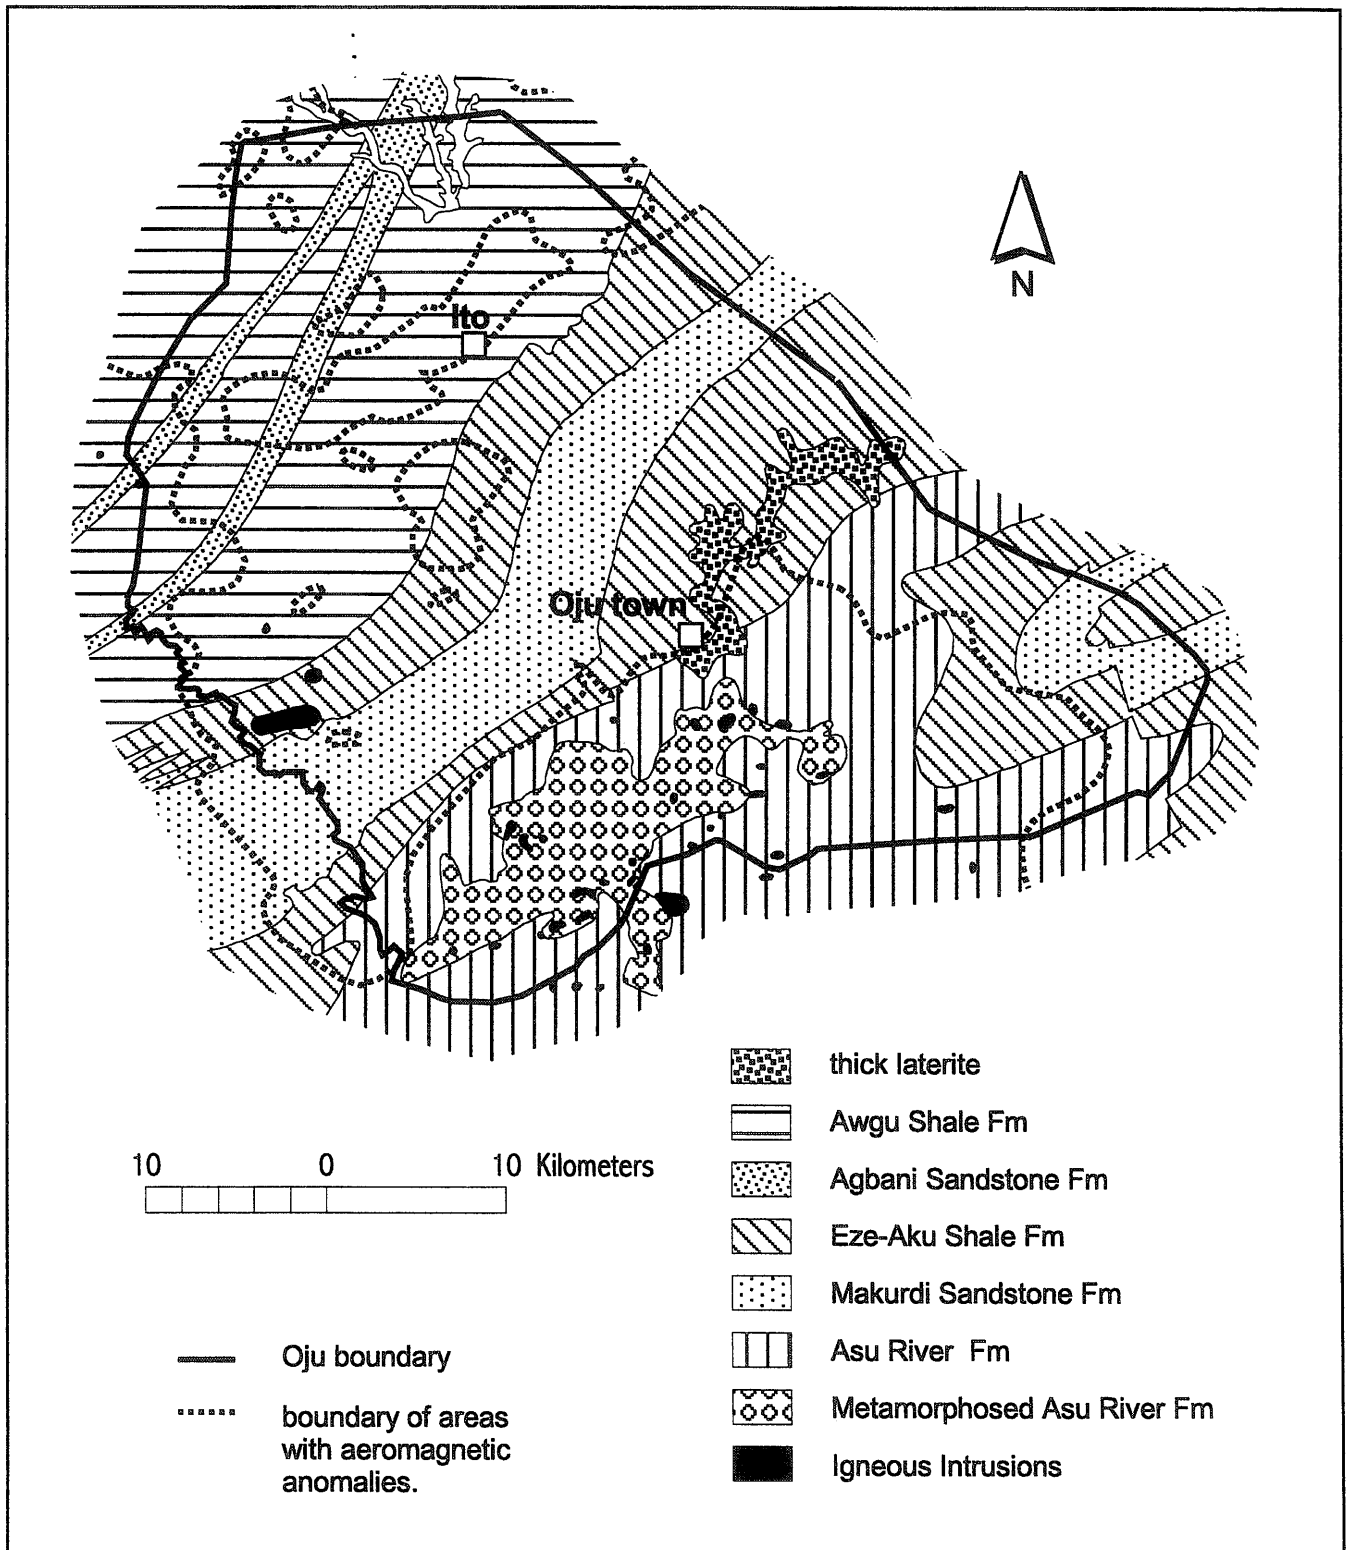 N
Ito
Oju town
thick laterite
Awgu Shale Fm
Agbani Sandstone Fm
Eze-Aku Shale Fm
Makurdi Sandstone Fm
Asu River Fm
Metamorphosed Asu River Fm
Igneous Intrusions
10 0 10 Kilometers
Oju boundary
boundary of areas
with aeromagnetic
anomalies.